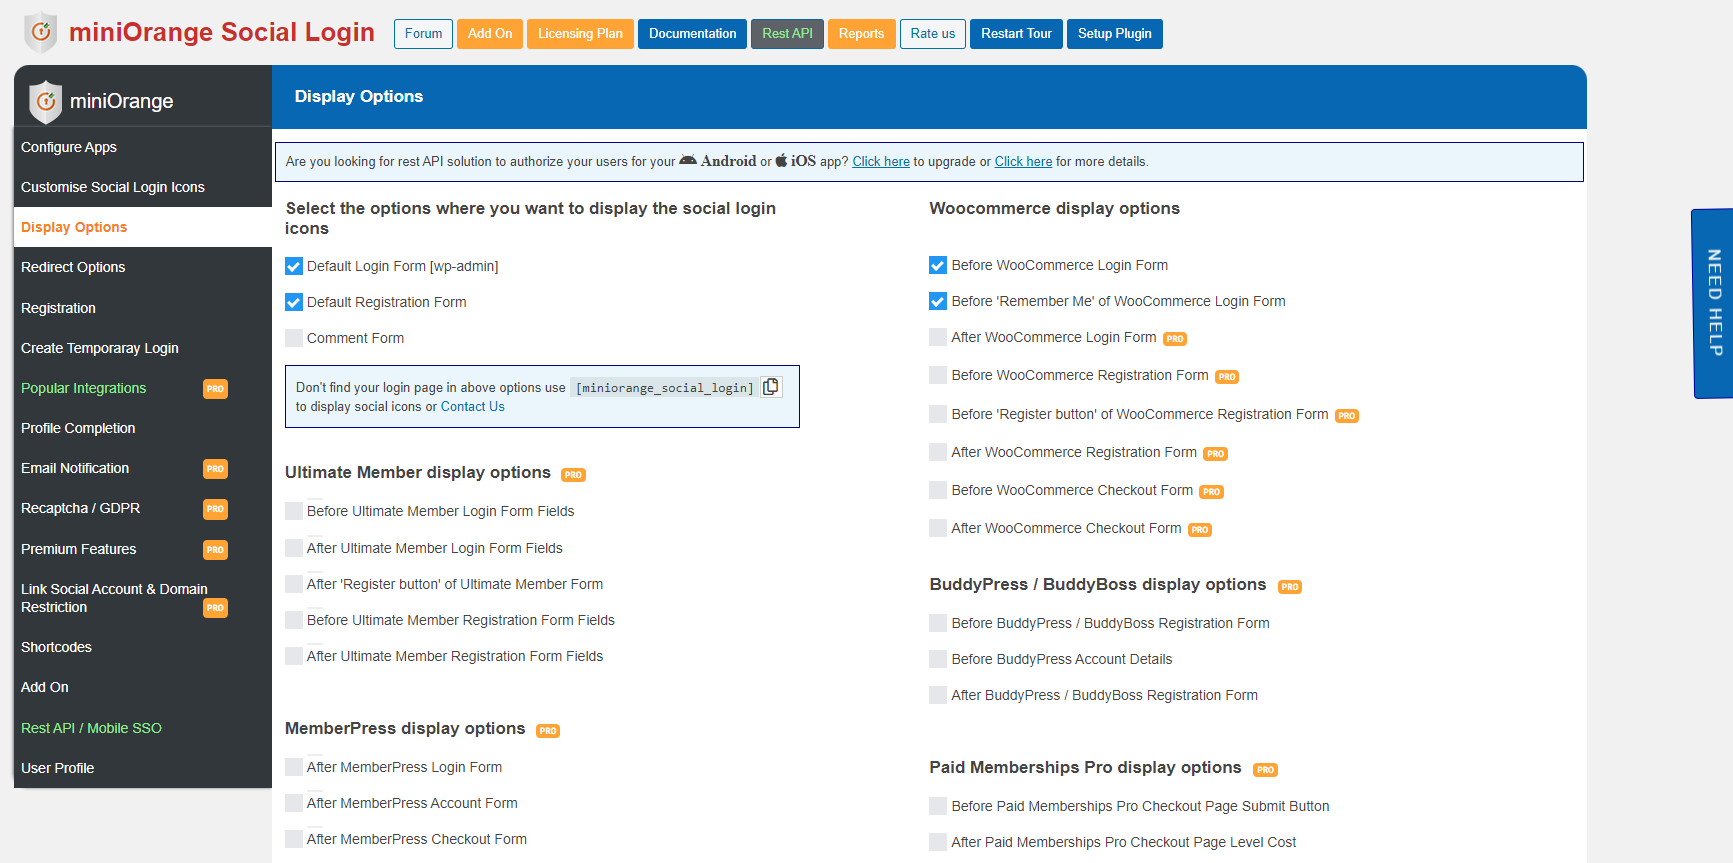 miniOrange Social Login
Forum
Add On
Licensing Plan
Documentation
Rest API
Reports
Rate us
Restart Tour
Setup Plugin
miniOrange
Configure Apps
Customise Social Login Icons
Display Options
Redirect Options
Registration
Create Temporaray Login
Popular Integrations PRO
Profile Completion
Email Notification PRO
Recaptcha / GDPR PRO
Premium Features PRO
Link Social Account & Domain
Restriction PRO
Shortcodes
Add On
Rest API / Mobile SSO
User Profile
Display Options
Are you looking for rest API solution to authorize your users for your Android or iOS app? Click here to upgrade or Click here for more details.
Select the options where you want to display the social login
icons
Default Login Form [wp-admin]
Default Registration Form
Comment Form
Don't find your login page in above options use [miniorange_social_login]
to display social icons or Contact Us
Ultimate Member display options PRO
Before Ultimate Member Login Form Fields
After Ultimate Member Login Form Fields
After 'Register button' of Ultimate Member Form
Before Ultimate Member Registration Form Fields
After Ultimate Member Registration Form Fields
MemberPress display options PRO
After MemberPress Login Form
After MemberPress Account Form
After MemberPress Checkout Form
Woocommerce display options
Before WooCommerce Login Form
Before 'Remember Me' of WooCommerce Login Form
After WooCommerce Login Form PRO
Before WooCommerce Registration Form PRO
Before 'Register button' of WooCommerce Registration Form PRO
After WooCommerce Registration Form PRO
Before WooCommerce Checkout Form PRO
After WooCommerce Checkout Form PRO
BuddyPress / BuddyBoss display options PRO
Before BuddyPress / BuddyBoss Registration Form
Before BuddyPress Account Details
After BuddyPress / BuddyBoss Registration Form
Paid Memberships Pro display options PRO
Before Paid Memberships Pro Checkout Page Submit Button
After Paid Memberships Pro Checkout Page Level Cost
NEED HELP